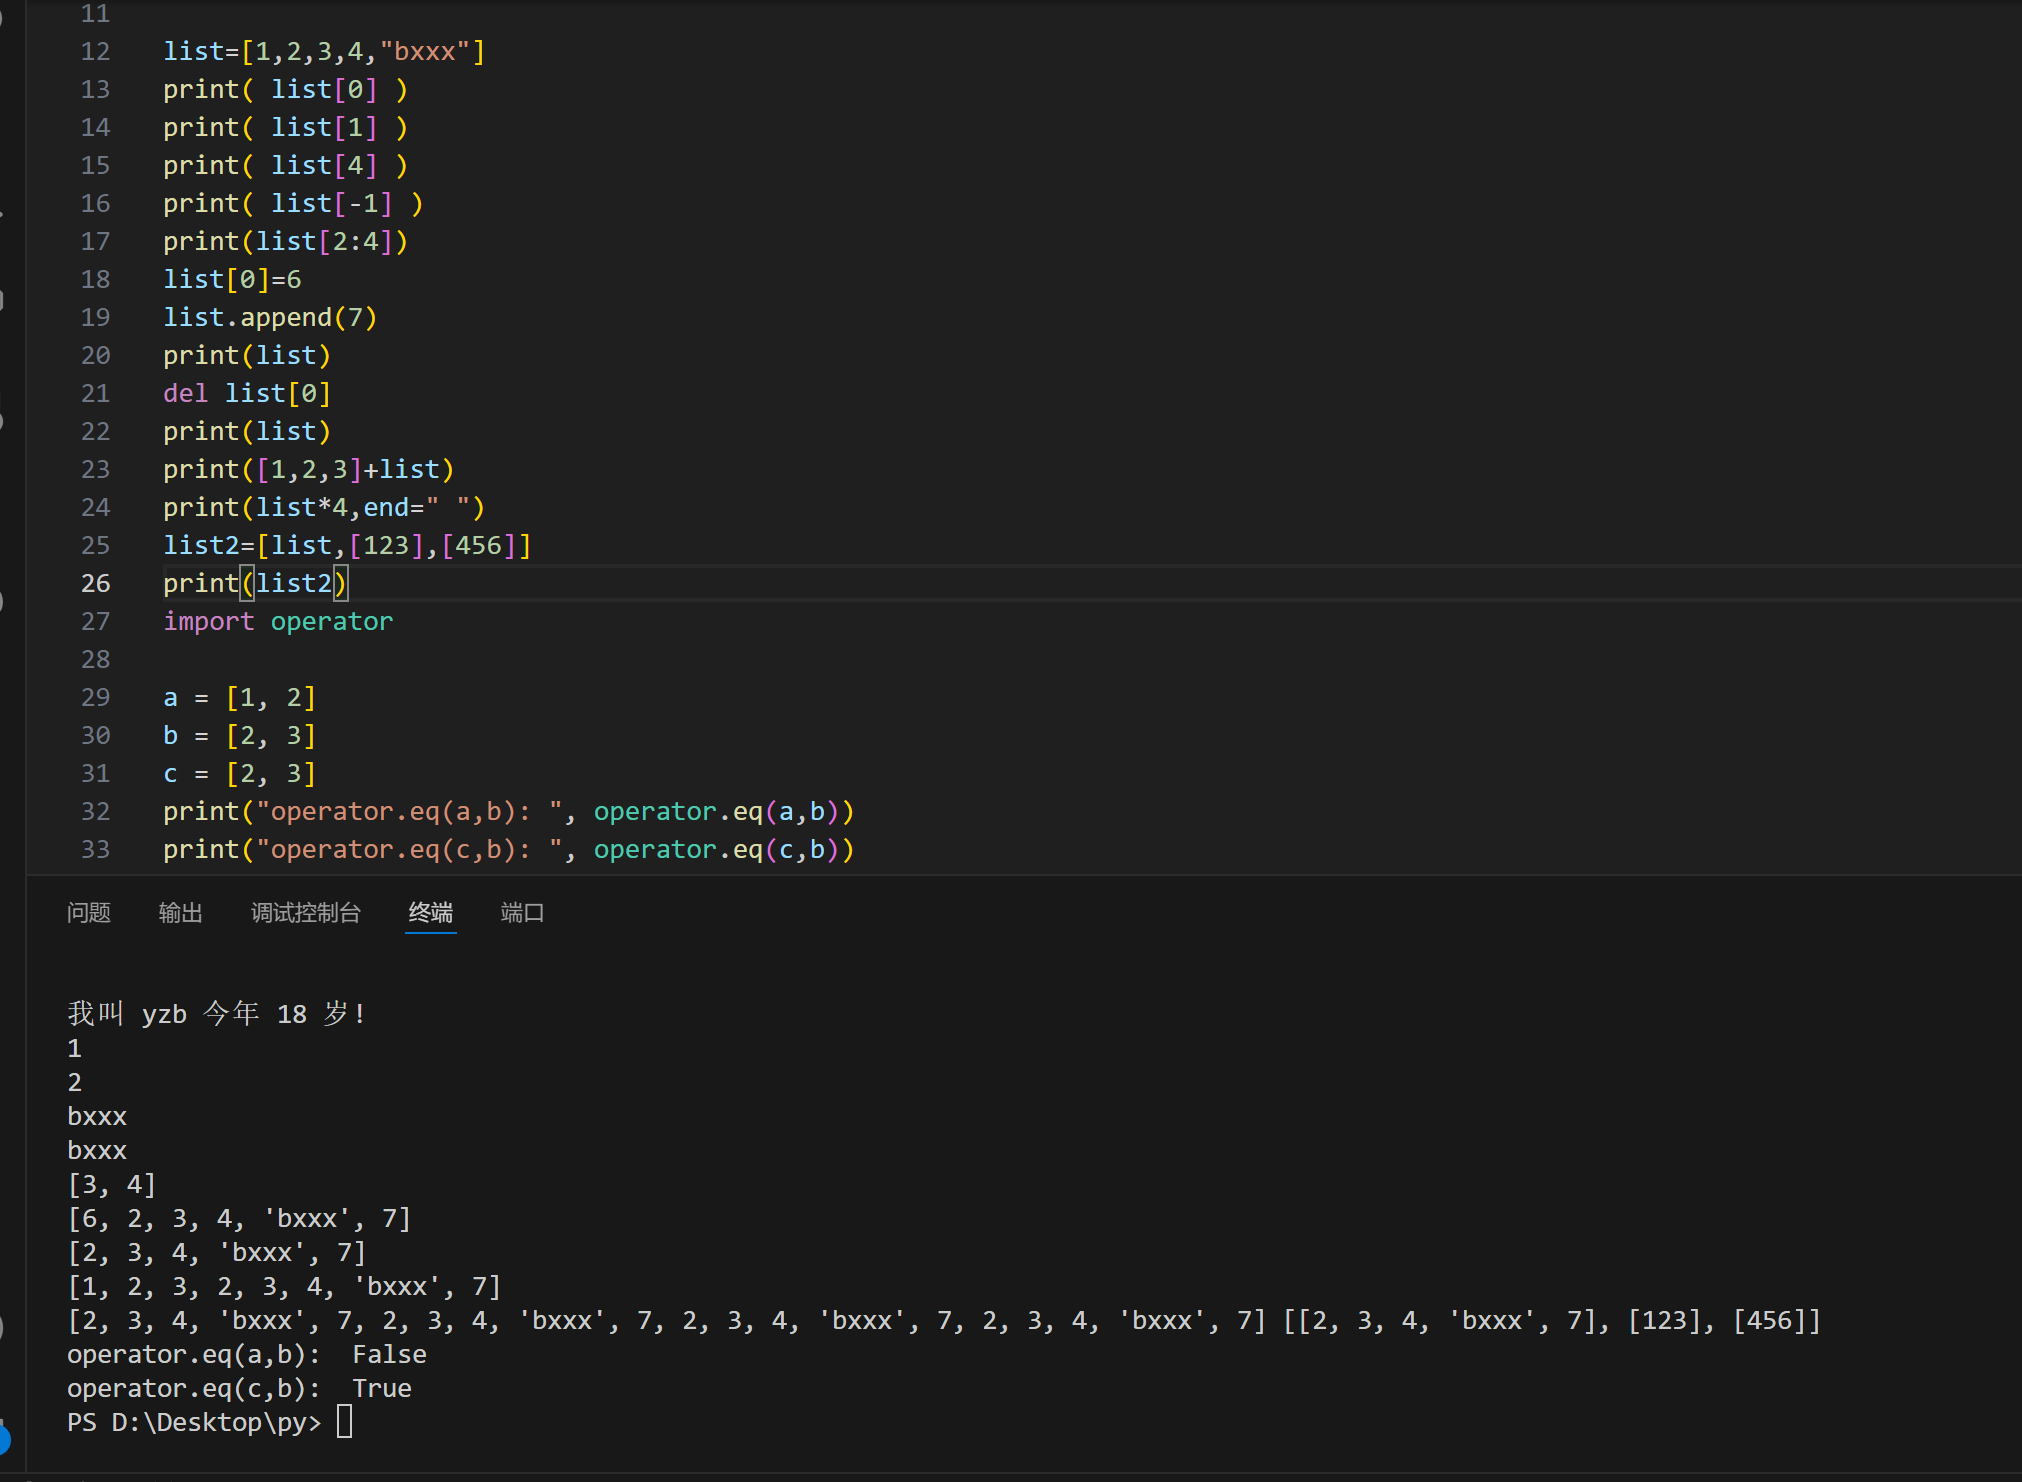 11
12 list=[1,2,3,4,"bxxx"]
13 print( list[0] )
14 print( list[1] )
15 print( list[4] )
16 print( list[-1] )
17 print(list[2:4])
18 list[0]=6
19 list.append(7)
20 print(list)
21 del list[0]
22 print(list)
23 print([1,2,3]+list)
24 print(list*4,end=" ")
25 list2=[list,[123],[456]]
26 print(list2)
27 import operator
28
29 a = [1, 2]
30 b = [2, 3]
31 c = [2, 3]
32 print("operator.eq(a,b): ", operator.eq(a,b))
33 print("operator.eq(c,b): ", operator.eq(c,b))
问题 输出 调试控制台 终端 端口
我叫 yzb 今年 18 岁!
1
2
bxxx
bxxx
[3, 4]
[6, 2, 3, 4, 'bxxx', 7]
[2, 3, 4, 'bxxx', 7]
[1, 2, 3, 2, 3, 4, 'bxxx', 7]
[2, 3, 4, 'bxxx', 7, 2, 3, 4, 'bxxx', 7, 2, 3, 4, 'bxxx', 7, 2, 3, 4, 'bxxx', 7] [[2, 3, 4, 'bxxx', 7], [123], [456]]
operator.eq(a,b):  False
operator.eq(c,b):  True
PS D:\Desktop\py>